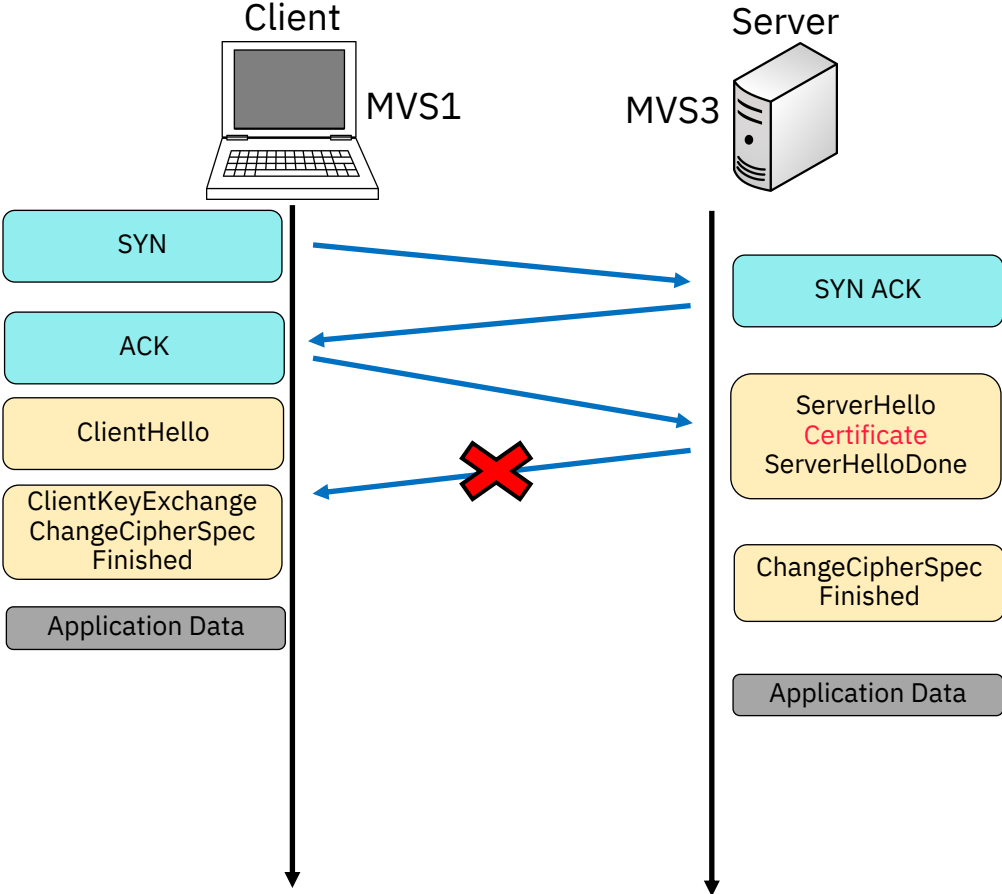 Client
Server
MVS1
MVS3
SYN
SYN ACK
ACK
ClientHello
ServerHello
Certificate
ServerHelloDone
ClientKeyExchange
ChangeCipherSpec
Finished
ChangeCipherSpec
Finished
Application Data
Application Data